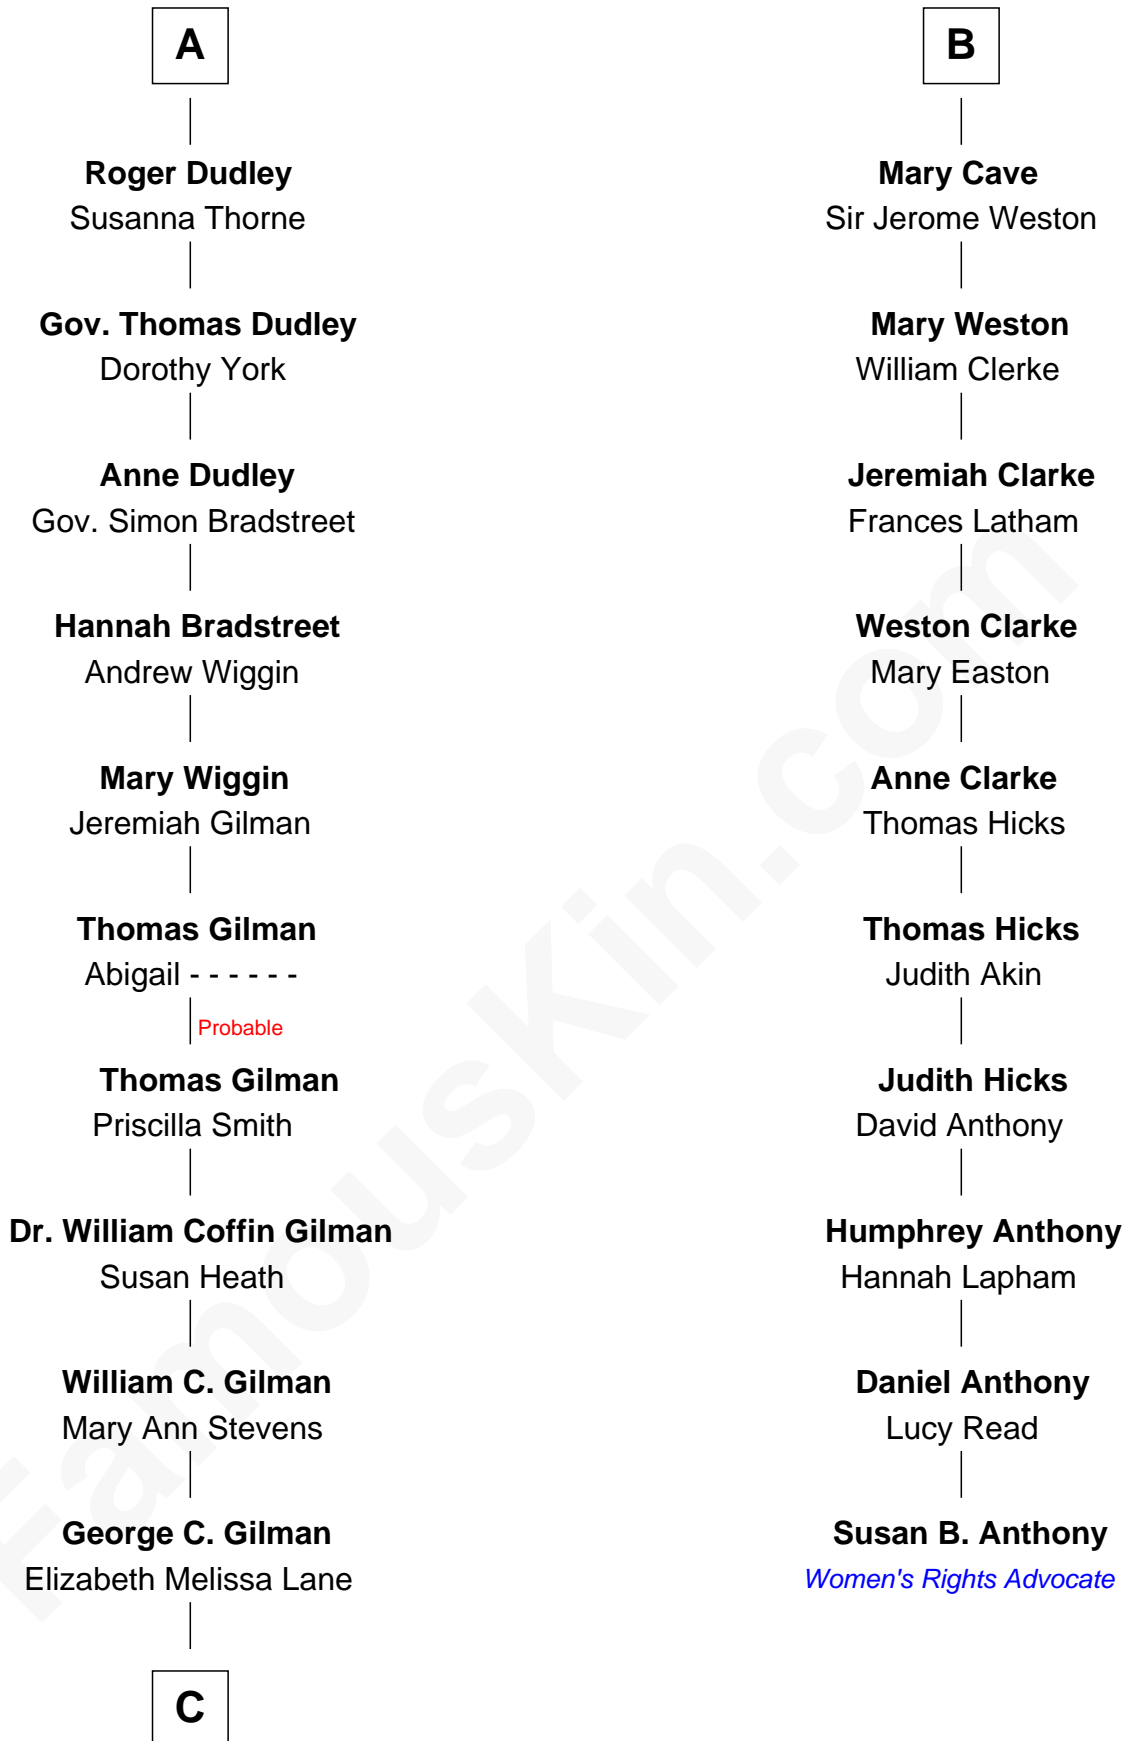 A
Roger Dudley
Susanna Thorne
Gov. Thomas Dudley
Dorothy York
Anne Dudley
Gov. Simon Bradstreet
Hannah Bradstreet
Andrew Wiggin
Mary Wiggin
Jeremiah Gilman
Thomas Gilman
Abigail - - - - - -
Probable
Thomas Gilman
Priscilla Smith
Dr. William Coffin Gilman
Susan Heath
William C. Gilman
Mary Ann Stevens
George C. Gilman
Elizabeth Melissa Lane
C
B
Mary Cave
Sir Jerome Weston
Mary Weston
William Clerke
Jeremiah Clarke
Frances Latham
Weston Clarke
Mary Easton
Anne Clarke
Thomas Hicks
Thomas Hicks
Judith Akin
Judith Hicks
David Anthony
Humphrey Anthony
Hannah Lapham
Daniel Anthony
Lucy Read
Susan B. Anthony
Women's Rights Advocate
FamousKin.com